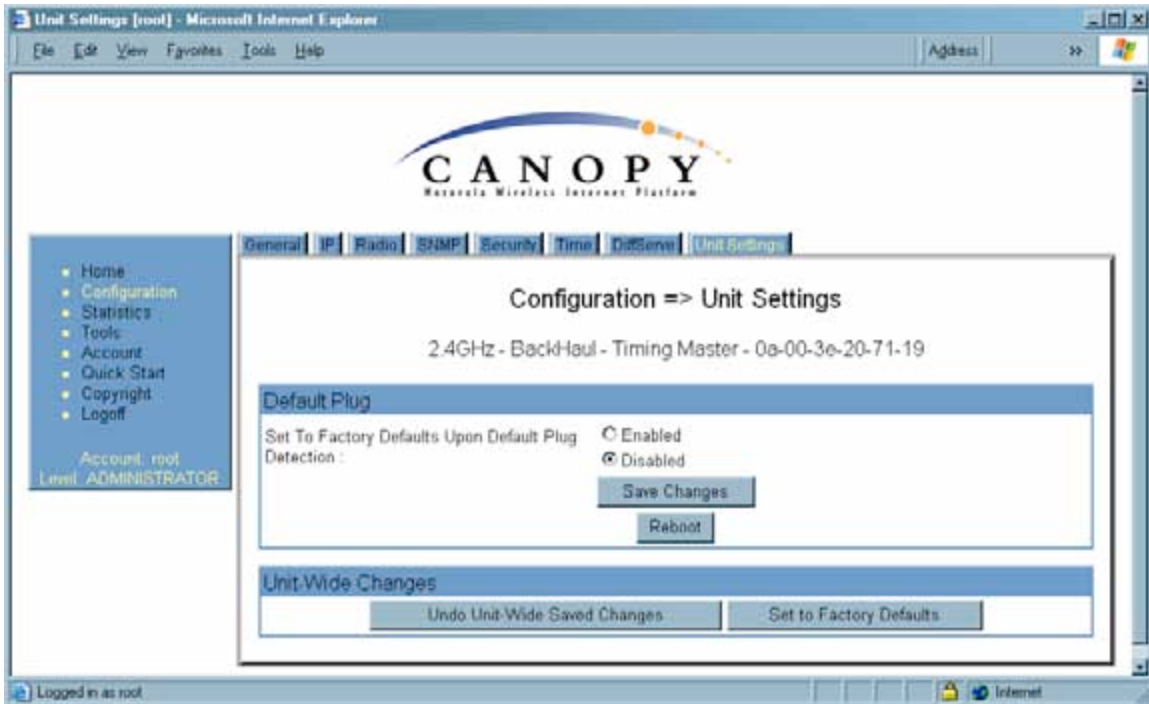 Unit Settings [root] - Microsoft Internet Explorer
File Edit View Favorites Tools Help Address »
CANOPY
Motorola Wireless Internet Platform
General IP Radio SNMP Security Time DiffServe Unit Settings
Home
Configuration
Statistics
Tools
Account
Quick Start
Copyright
Logoff
Account: root
Level: ADMINISTRATOR
Configuration => Unit Settings
2.4GHz - BackHaul - Timing Master - 0a-00-3e-20-71-19
Default Plug
Set To Factory Defaults Upon Default Plug
Detection :
Enabled
Disabled
Save Changes
Reboot
Unit-Wide Changes
Undo Unit-Wide Saved Changes Set to Factory Defaults
Logged in as root Internet